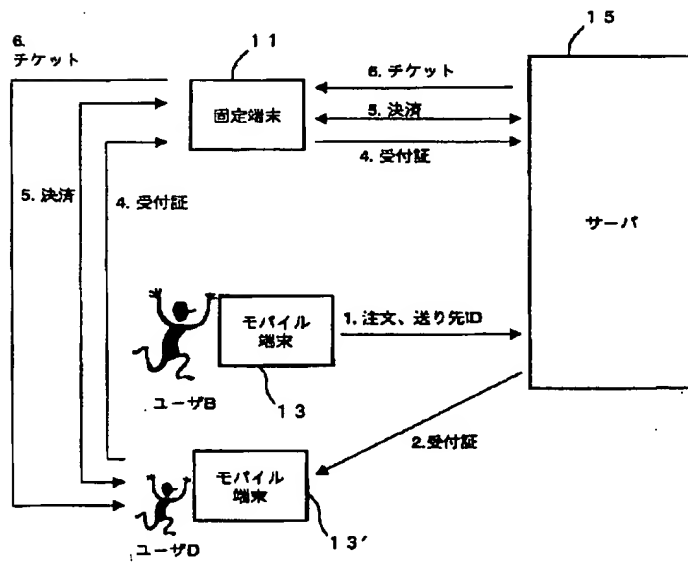 6.
チケット
11
15
固定端末
6. チケット
5. 決済
4. 受付証
サーバ
5. 決済
4. 受付証
モバイル
端末
1. 注文、送り先ID
ユーザB
13
2.受付証
モバイル
端末
ユーザD
13′